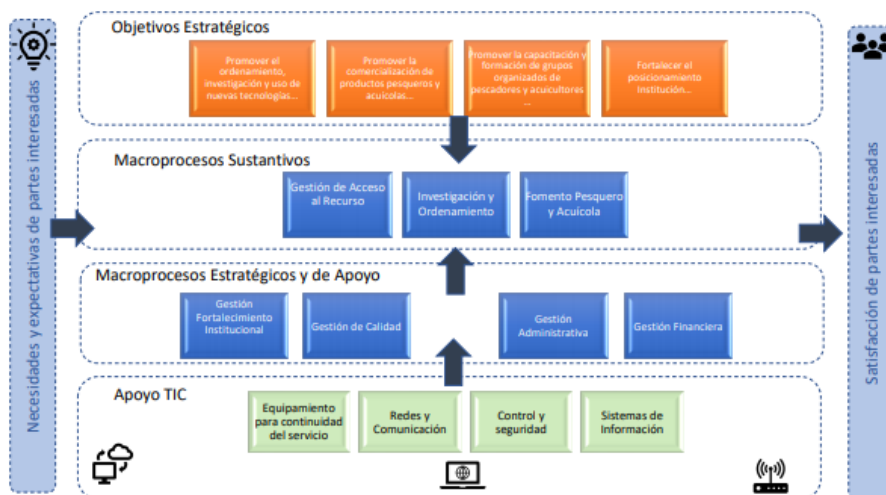 Necesidades y expectativas de partes interesadas
Objetivos Estratégicos
Promover el
ordenamiento,
investigación y uso de
nuevas tecnologías...
Promover la
comercialización de
productos pesqueros y
acuícolas...
Promover la capacitación y
formación de grupos
organizados de
pescadores y acuicultores
...
Fortalecer el
posicionamiento
Institución...
Macroprocesos Sustantivos
Gestión de Acceso
al Recurso
Investigación y
Ordenamiento
Fomento Pesquero
y Acuícola
Macroprocesos Estratégicos y de Apoyo
Gestión
Fortalecimiento
Institucional
Gestión de Calidad
Gestión
Administrativa
Gestión Financiera
Apoyo TIC
Equipamiento
para continuidad
del servicio
Redes y
Comunicación
Control y
seguridad
Sistemas de
Información
Satisfacción de partes interesadas